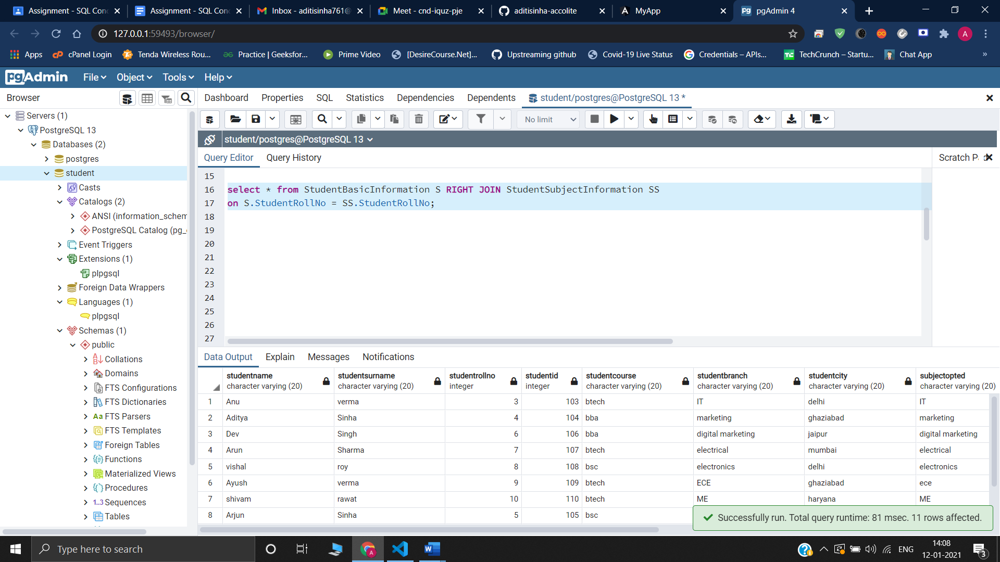 Assignment - SQL Con
Assignment - SQL Con
Inbox - aditisinha761@
Meet - cnd-iquz-pje
aditisinha-accolite
MyApp
pgAdmin 4
127.0.0.1:59493/browser/
A
Apps
cPanel Login
Tenda Wireless Rou...
Practice | Geeksfor...
Prime Video
[DesireCourse.Net]...
Upstreaming github
Covid-19 Live Status
Credentials – APIs...
TechCrunch – Startu...
Chat App
»
pgAdmin
File
Object
Tools
Help
Browser
Dashboard
Properties
SQL
Statistics
Dependencies
Dependents
student/postgres@PostgreSQL 13 *
Servers (1)
PostgreSQL 13
Databases (2)
postgres
student
Casts
Catalogs (2)
ANSI (information_schem
PostgreSQL Catalog (pg_
Event Triggers
Extensions (1)
plpgsql
Foreign Data Wrappers
Languages (1)
plpgsql
Schemas (1)
public
Collations
Domains
FTS Configurations
FTS Dictionaries
Aa FTS Parsers
FTS Templates
Foreign Tables
Functions
Materialized Views
Procedures
1..3 Sequences
Tables
No limit
student/postgres@PostgreSQL 13
Query Editor
Query History
Scratch Pa
15
16 select * from StudentBasicInformation S RIGHT JOIN StudentSubjectInformation SS
17 on S.StudentRollNo = SS.StudentRollNo;
18
19
20
21
22
23
24
25
26
27
Data Output
Explain
Messages
Notifications
studentname character varying (20)
studentsurname character varying (20)
studentrollno integer
studentid integer
studentcourse character varying (20)
studentbranch character varying (20)
studentcity character varying (20)
subjectopted character varying (20)
1 Anu verma 3 103 btech IT delhi IT
2 Aditya Sinha 4 104 bba marketing ghaziabad marketing
3 Dev Singh 6 106 bba digital marketing jaipur digital marketing
4 Arun Sharma 7 107 btech electrical mumbai electrical
5 vishal roy 8 108 bsc electronics delhi electronics
6 Ayush verma 9 109 btech ECE ghaziabad ece
7 shivam rawat 10 110 btech ME haryana ME
8 Arjun Sinha 5 105 bsc
Successfully run. Total query runtime: 81 msec. 11 rows affected.
Type here to search
ENG
14:08
12-01-2021
3